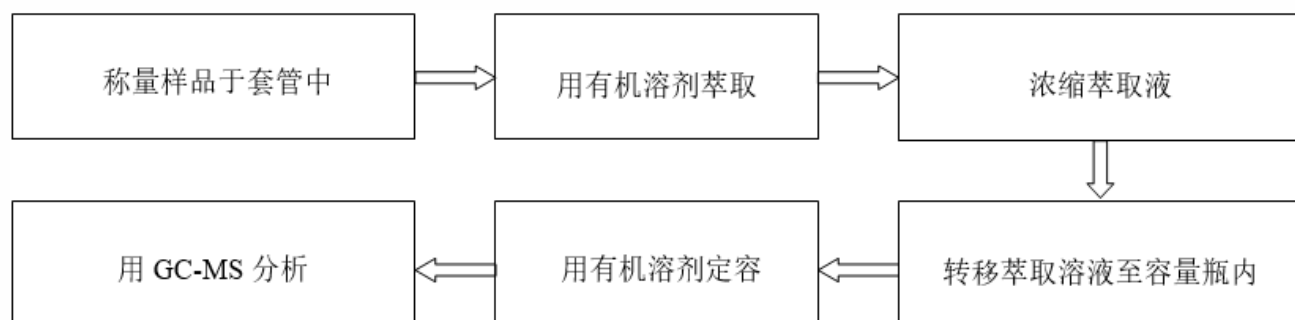 称量样品于套管中
用有机溶剂萃取
浓缩萃取液
转移萃取溶液至容量瓶内
用有机溶剂定容
用 GC-MS 分析